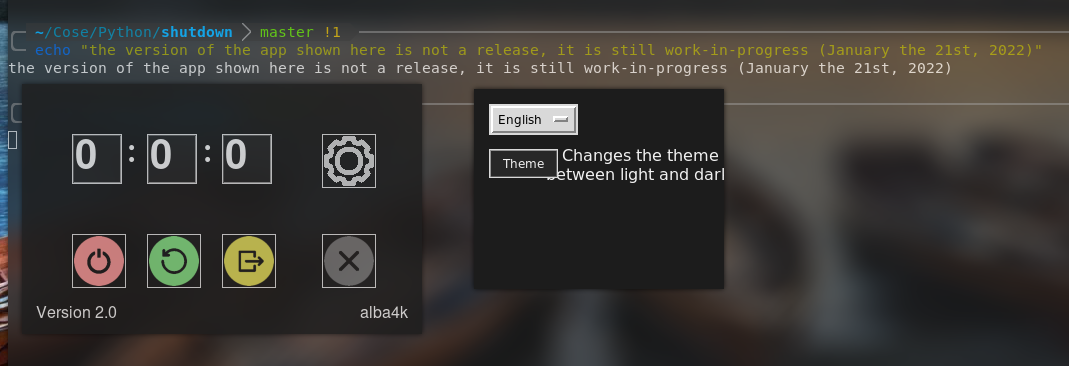 ~/Cose/Python/shutdown master !1
echo "the version of the app shown here is not a release, it is still work-in-progress (January the 21st, 2022)"
the version of the app shown here is not a release, it is still work-in-progress (January the 21st, 2022)
0 : 0 : 0
Version 2.0
alba4k
English
Theme
Changes the theme
between light and darl